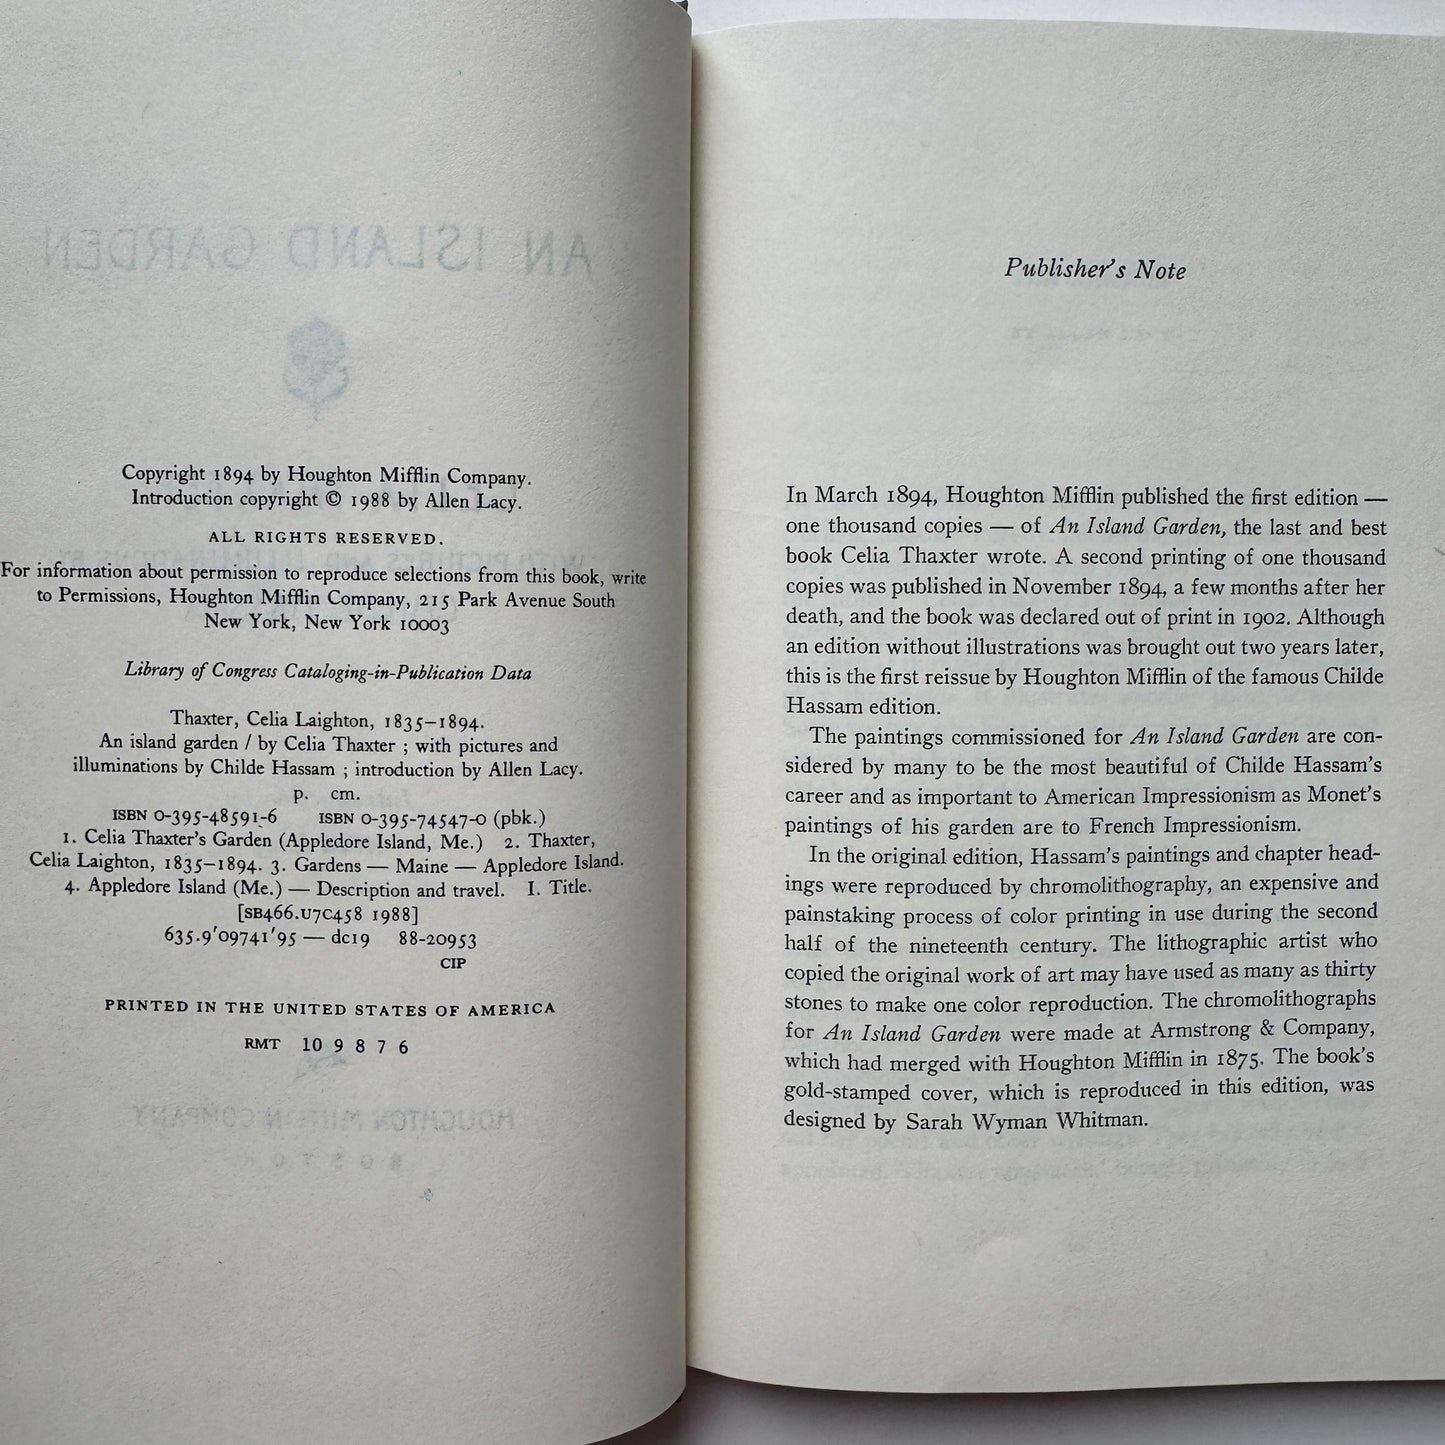 Copyright 1894 by Houghton Mifflin Company.
Introduction copyright © 1988 by Allen Lacy.
ALL RIGHTS RESERVED.
For information about permission to reproduce selections from this book, write
to Permissions, Houghton Mifflin Company, 215 Park Avenue South
New York, New York 10003
Library of Congress Cataloging-in-Publication Data
Thaxter, Celia Laighton, 1835–1894.
An island garden / by Celia Thaxter ; with pictures and
illuminations by Childe Hassam ; introduction by Allen Lacy.
p. cm.
ISBN 0-395-48591-6 ISBN 0-395-74547-0 (pbk.)
1. Celia Thaxter's Garden (Appledore Island, Me.) 2. Thaxter,
Celia Laighton, 1835–1894. 3. Gardens — Maine — Appledore Island.
4. Appledore Island (Me.) — Description and travel. I. Title.
[SB466.U7C458 1988]
635.9'09741'95 — dc19 88-20953
CIP
PRINTED IN THE UNITED STATES OF AMERICA
RMT 10 9 8 7 6
Publisher's Note
In March 1894, Houghton Mifflin published the first edition —
one thousand copies — of An Island Garden, the last and best
book Celia Thaxter wrote. A second printing of one thousand
copies was published in November 1894, a few months after her
death, and the book was declared out of print in 1902. Although
an edition without illustrations was brought out two years later,
this is the first reissue by Houghton Mifflin of the famous Childe
Hassam edition.
The paintings commissioned for An Island Garden are con-
sidered by many to be the most beautiful of Childe Hassam's
career and as important to American Impressionism as Monet's
paintings of his garden are to French Impressionism.
In the original edition, Hassam's paintings and chapter head-
ings were reproduced by chromolithography, an expensive and
painstaking process of color printing in use during the second
half of the nineteenth century. The lithographic artist who
copied the original work of art may have used as many as thirty
stones to make one color reproduction. The chromolithographs
for An Island Garden were made at Armstrong & Company,
which had merged with Houghton Mifflin in 1875. The book's
gold-stamped cover, which is reproduced in this edition, was
designed by Sarah Wyman Whitman.